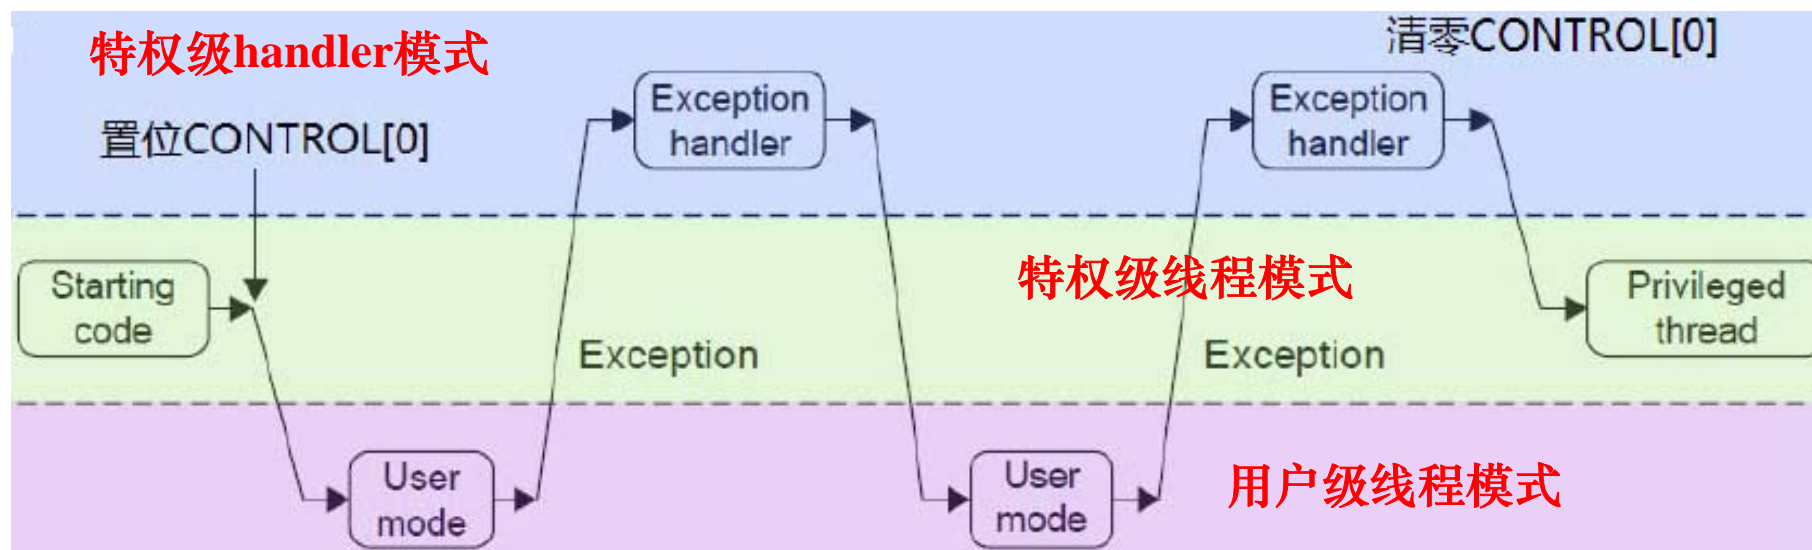 特权级handler模式
清零CONTROL[0]
置位CONTROL[0]
Exception
handler
Exception
handler
Starting
code
特权级线程模式
Privileged
thread
Exception
Exception
User
mode
User
mode
用户级线程模式